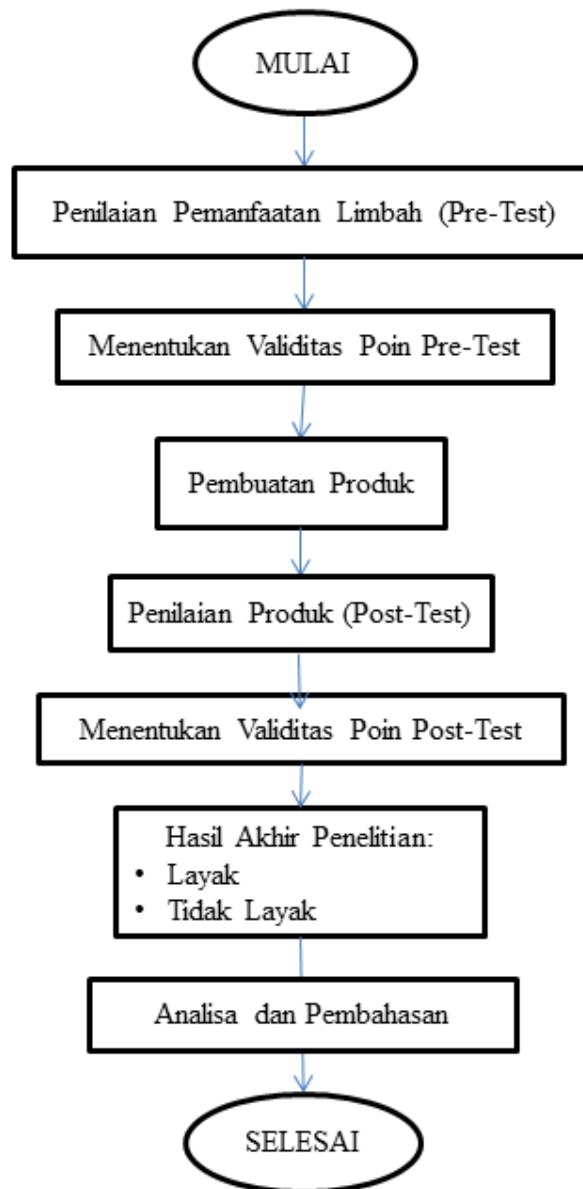 MULAI
Penilaian Pemanfaatan Limbah (Pre-Test)
Menentukan Validitas Poin Pre-Test
Pembuatan Produk
Penilaian Produk (Post-Test)
Menentukan Validitas Poin Post-Test
Hasil Akhir Penelitian:
• Layak
• Tidak Layak
Analisa dan Pembahasan
SELESAI